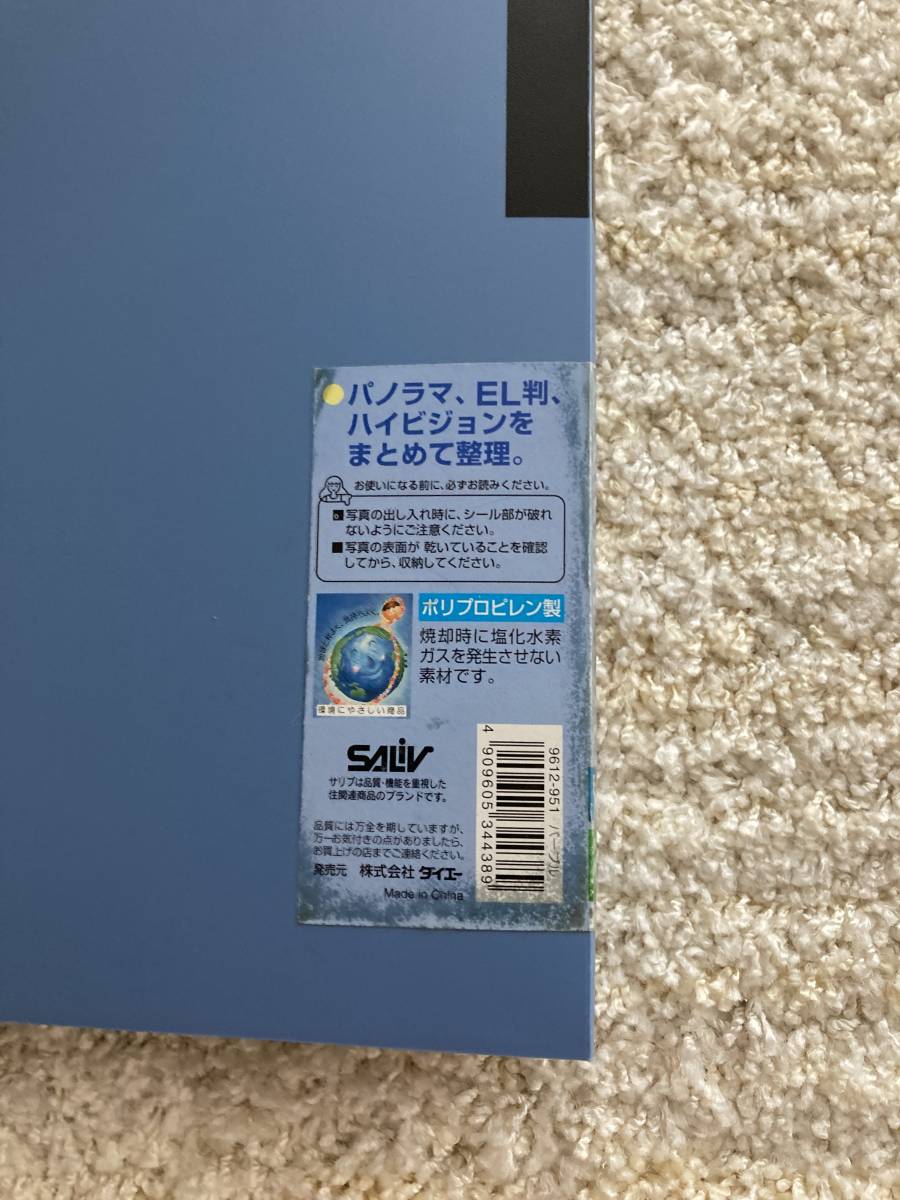 パノラマ、EL判、
ハイビジョンを
まとめて整理。
お使いになる前に、必ずお読みください。
■写真の出し入れ時に、シール部が破れ
ないようにご注意ください。
■写真の表面が 乾いていることを確認
してから、収納してください。
ポリプロピレン製
焼却時に塩化水素
ガスを発生させない
素材です。
環境にやさしい商品
SALIV
サリブは品質・機能を重視した
住関連商品のブランドです。
品質には万全を期していますが、
万一お気付きの点がありましたら、
お買上げの店までご連絡ください。
発売元 株式会社 ダイエー
Made in China
9612-951 パープル
4 909605 344389